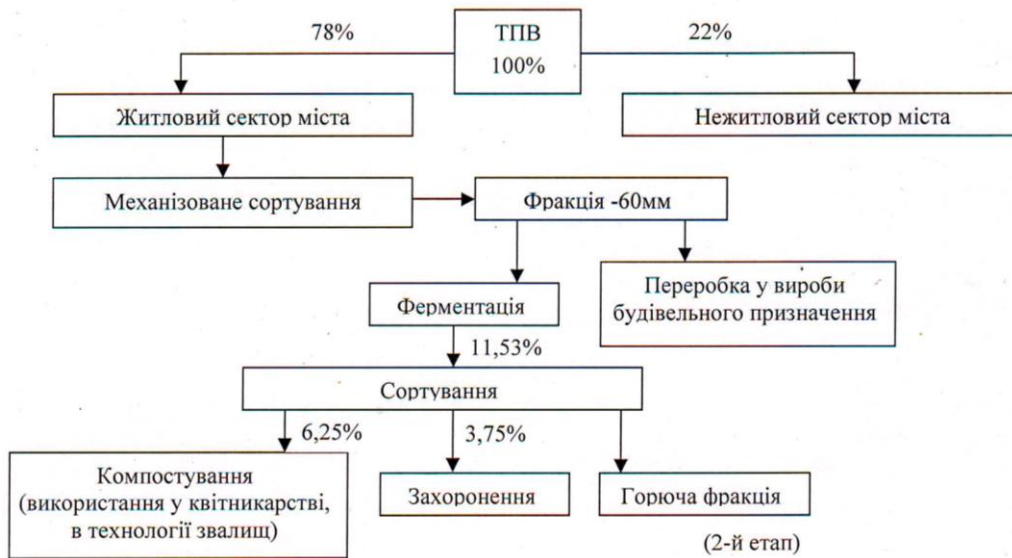 78%
ТПВ
100%
22%
Житловий сектор міста
Нежитловий сектор міста
Механізоване сортування
Фракція -60мм
Ферментація
Переробка у вироби
будівельного призначення
11,53%
Сортування
6,25%
3,75%
Компостування
(використання у квітникарстві,
в технології звалищ)
Захоронення
Горюча фракція
(2-й етап)